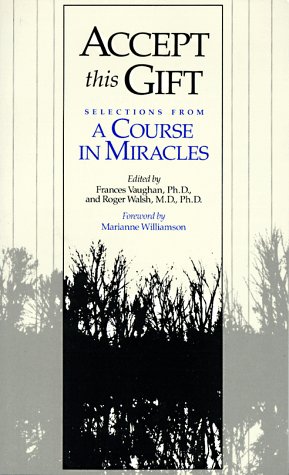 ACCEPT
this GIFT
SELECTIONS FROM
A COURSE
IN MIRACLES
Edited by
Frances Vaughan, Ph.D.,
and Roger Walsh, M.D., Ph.D.
Foreword by
Marianne Williamson